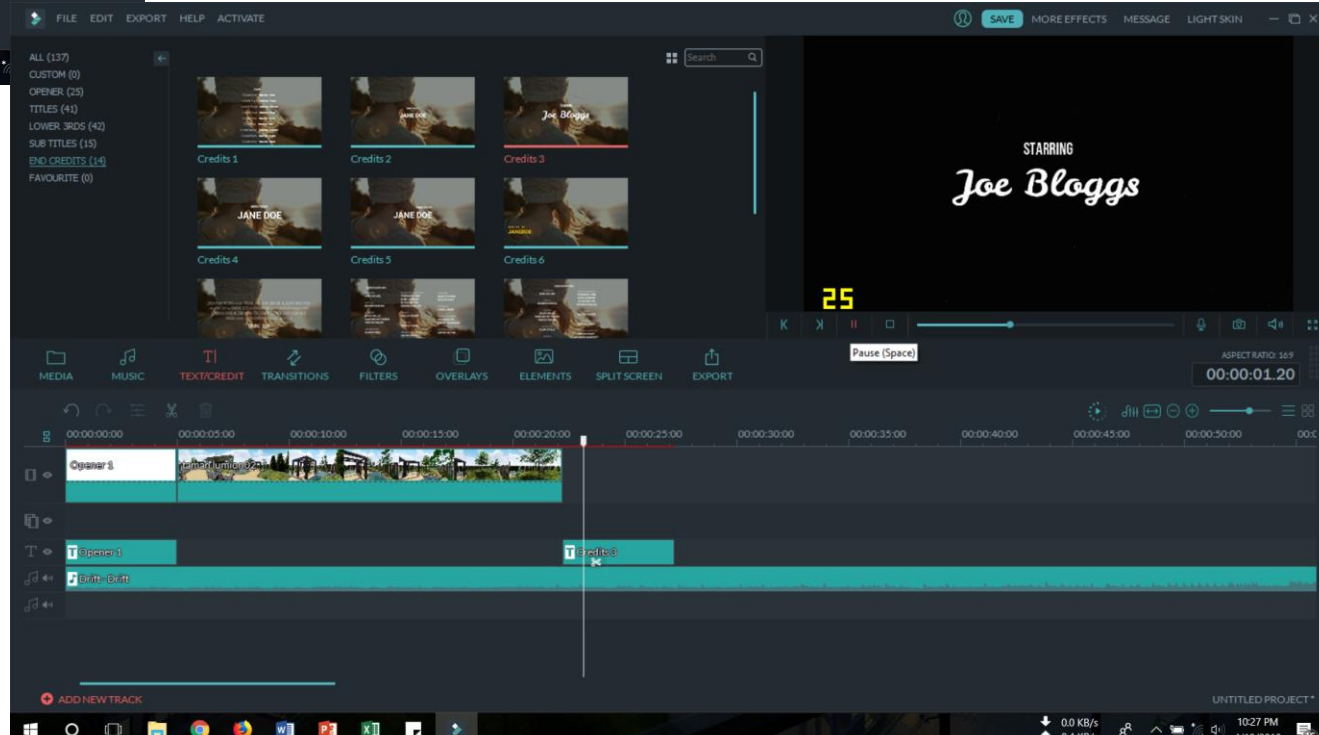 FILE EDIT EXPORT HELP ACTIVATE
SAVE MORE EFFECTS MESSAGE LIGHT SKIN
ALL (137)
CUSTOM (0)
OPENER (25)
TITLES (41)
LOWER 3RDS (42)
SUB TITLES (15)
END CREDITS (14)
FAVOURITE (0)
Search
Credits 1
JANE DOE
Credits 2
Joe Bloggs
Credits 3
JANE DOE
Credits 4
JANE DOE
Credits 5
JANE DOE
Credits 6
STARRING
Joe Bloggs
25
Pause (Space)
MEDIA MUSIC TEXT/CREDIT TRANSITIONS FILTERS OVERLAYS ELEMENTS SPLIT SCREEN EXPORT
ASPECT RATIO: 16:9
00:00:01.20
00:00:00:00 00:00:05:00 00:00:10:00 00:00:15:00 00:00:20:00 00:00:25:00 00:00:30:00 00:00:35:00 00:00:40:00 00:00:45:00 00:00:50:00
Opener 1
T Opener 1
T Credits 3
Drift - Drift
ADD NEW TRACK
UNTITLED PROJECT *
0.0 KB/s
10:27 PM